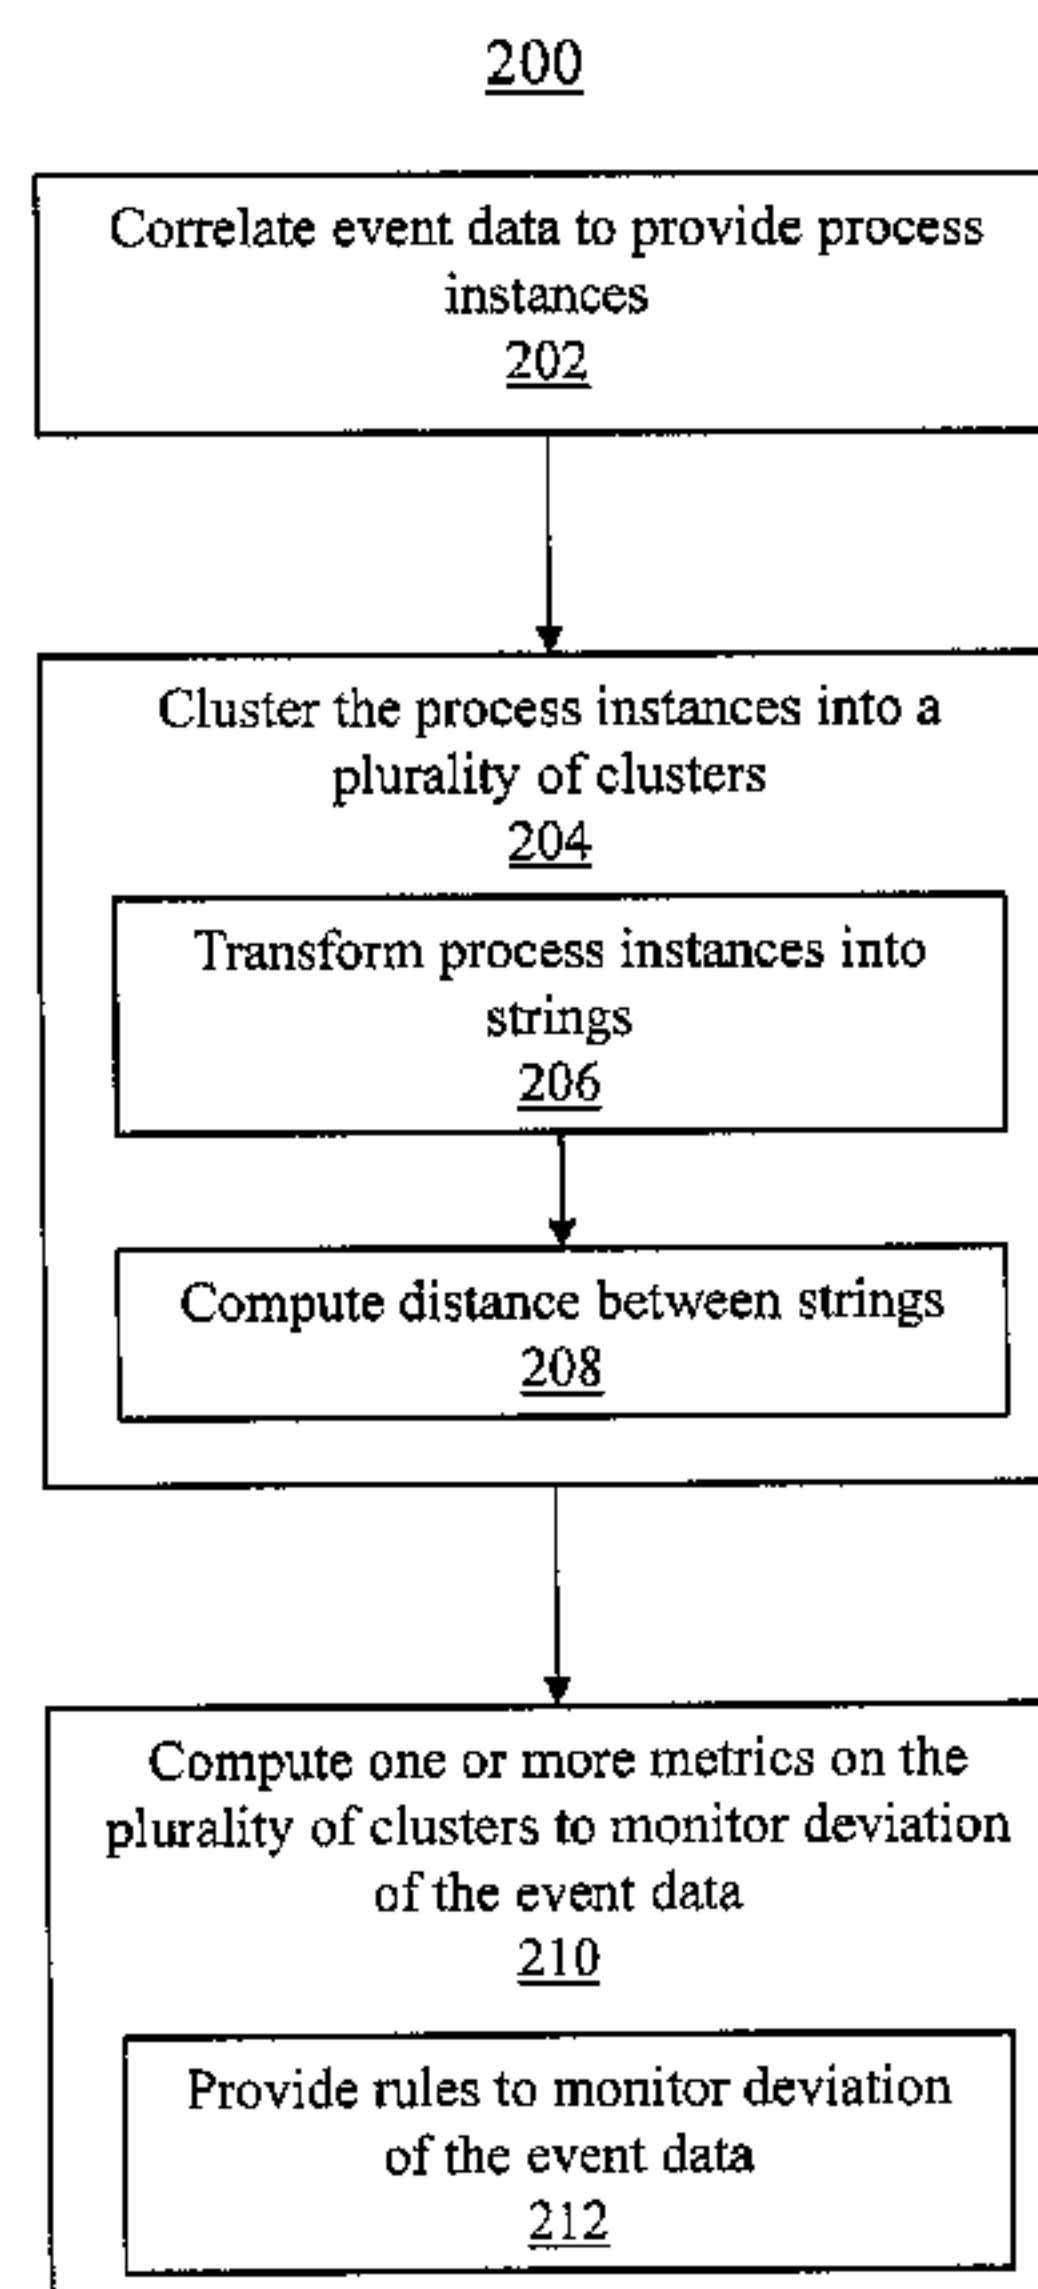 200
Correlate event data to provide process
instances
202
Cluster the process instances into a
plurality of clusters
204
Transform process instances into
strings
206
Compute distance between strings
208
Compute one or more metrics on the
plurality of clusters to monitor deviation
of the event data
210
Provide rules to monitor deviation
of the event data
212